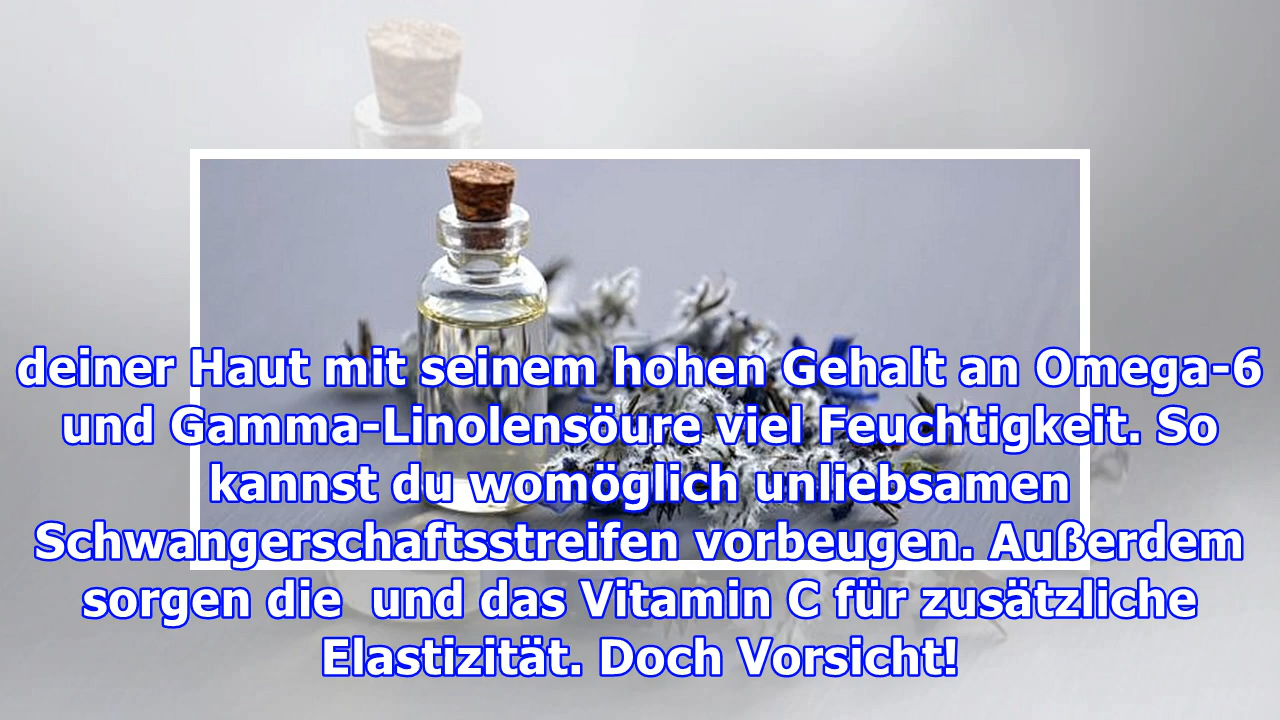 deiner Haut mit seinem hohen Gehalt an Omega-6
und Gamma-Linolensöure viel Feuchtigkeit. So
kannst du womöglich unliebsamen
Schwangerschaftsstreifen vorbeugen. Außerdem
sorgen die  und das Vitamin C für zusätzliche
Elastizität. Doch Vorsicht!